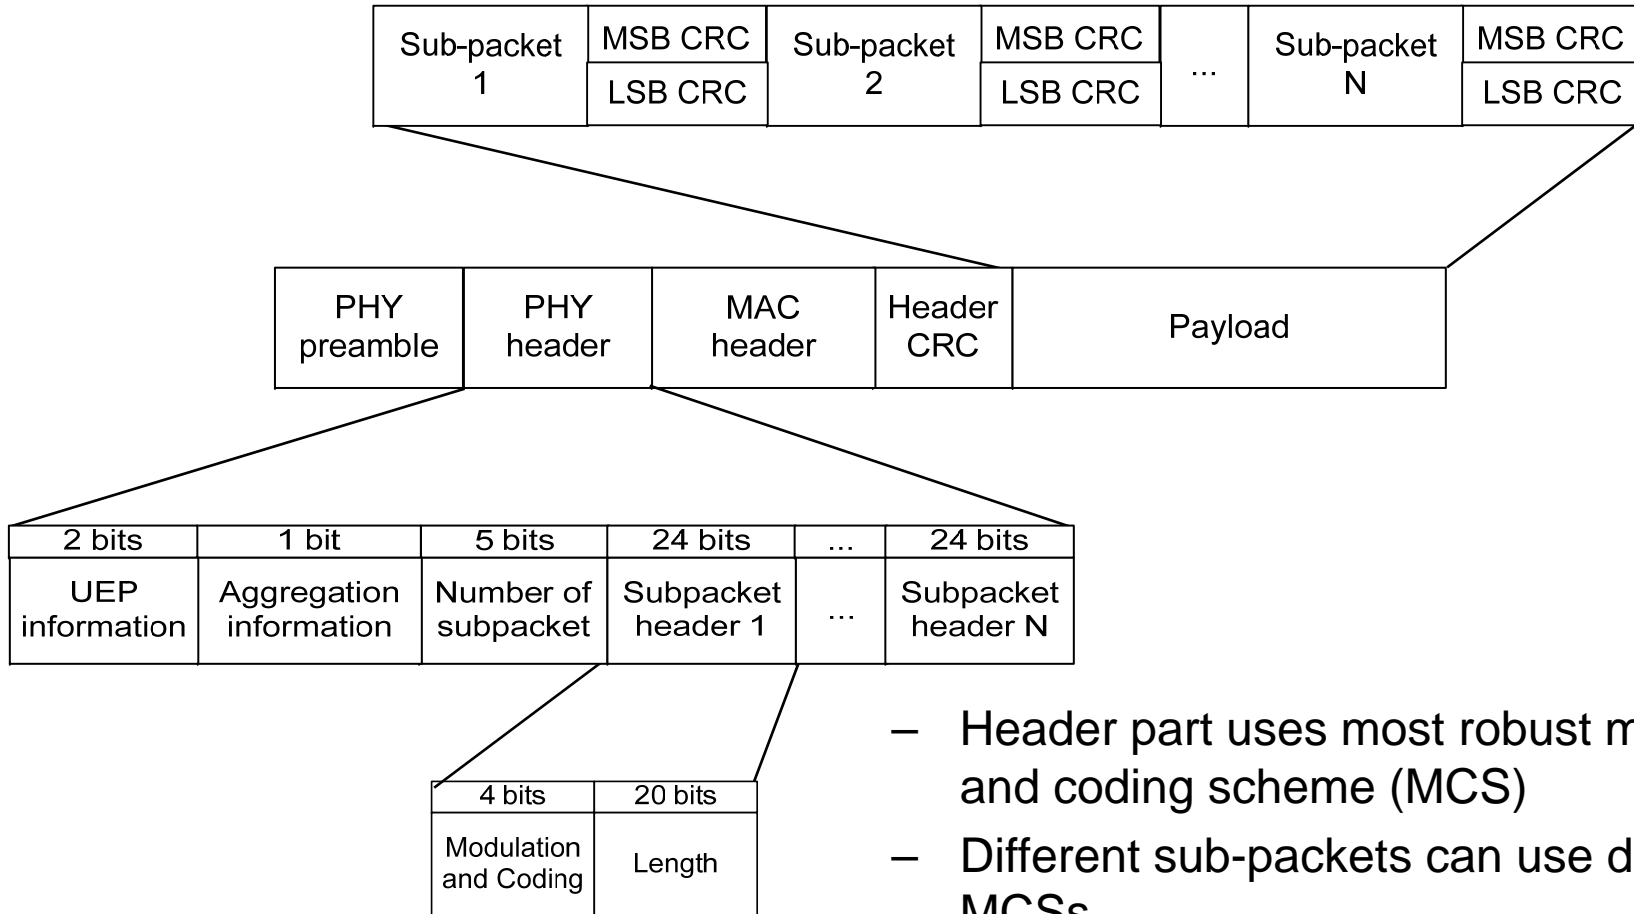 Sub-packet 1 MSB CRC LSB CRC Sub-packet 2 MSB CRC LSB CRC ... Sub-packet N MSB CRC LSB CRC
PHY preamble PHY header MAC header Header CRC Payload
2 bits 1 bit 5 bits 24 bits ... 24 bits
UEP information Aggregation information Number of subpacket Subpacket header 1 ... Subpacket header N
4 bits 20 bits
Modulation and Coding Length
– Header part uses most robust
and coding scheme (MCS)
– Different sub-packets can use
MCSs